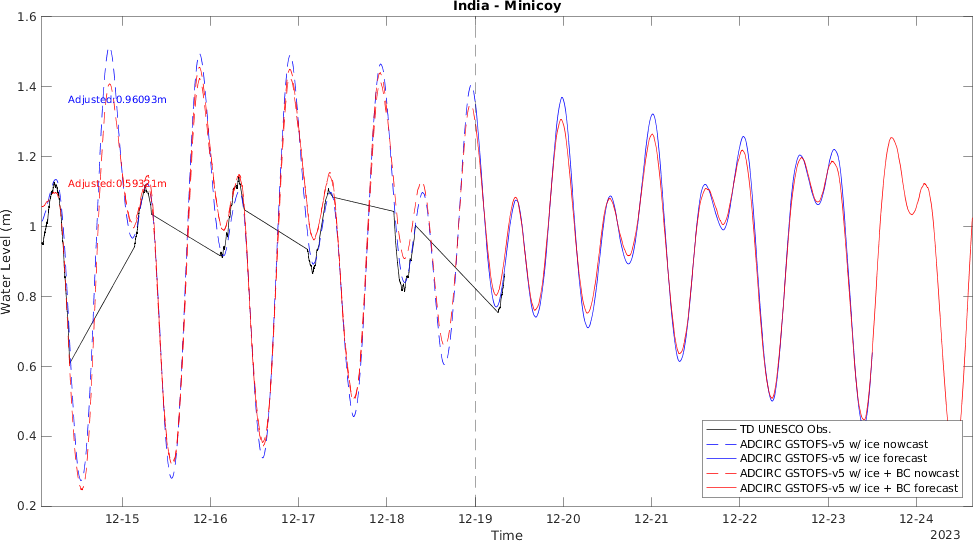 India - Minicoy
1.6
1.4
1.2
1
0.8
0.6
0.4
0.2
Water Level (m)
Adjusted:0.96093m
Adjusted:0.59321m
TD UNESCO Obs.
ADCIRC GSTOFS-v5 w/ ice nowcast
ADCIRC GSTOFS-v5 w/ ice forecast
ADCIRC GSTOFS-v5 w/ ice + BC nowcast
ADCIRC GSTOFS-v5 w/ ice + BC forecast
12-15 12-16 12-17 12-18 12-19 12-20 12-21 12-22 12-23 12-24
Time
2023